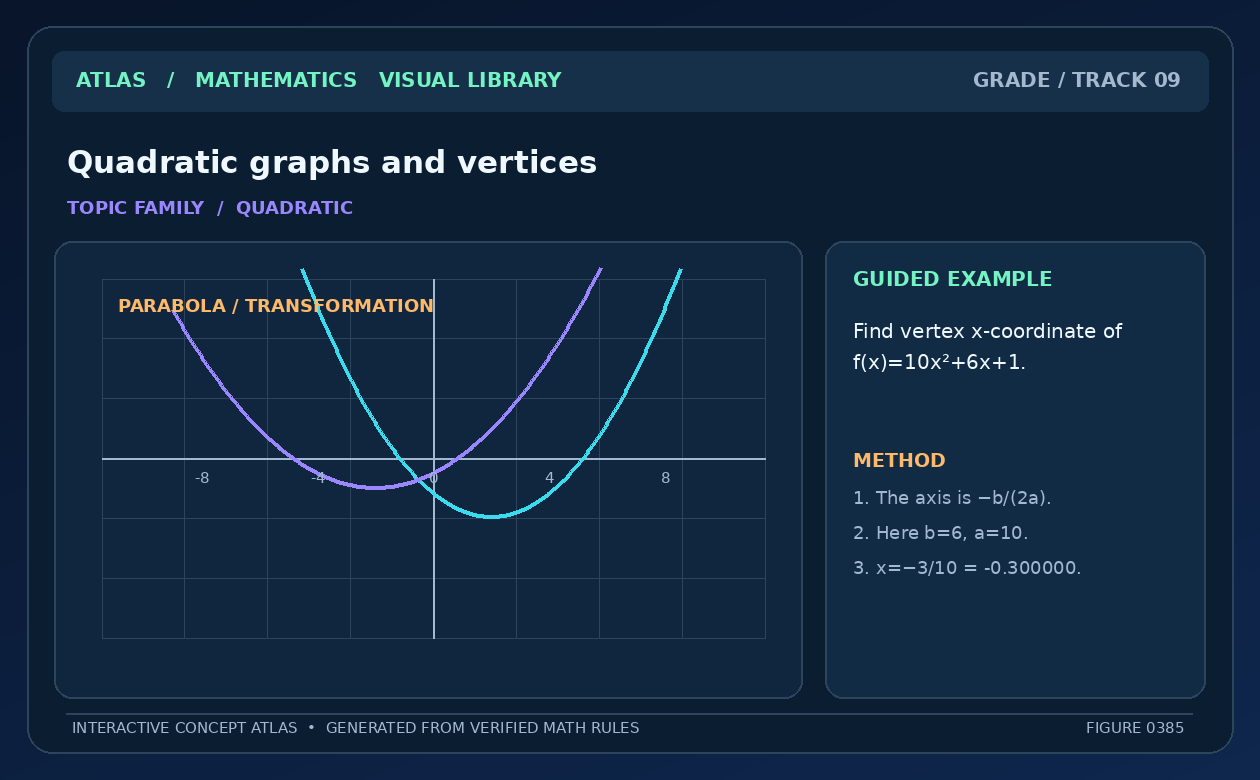 ATLAS / MATHEMATICS VISUAL LIBRARY
GRADE / TRACK 09
Quadratic graphs and vertices
TOPIC FAMILY / QUADRATIC
PARABOLA / TRANSFORMATION
-8 -4 0 4 8
GUIDED EXAMPLE
Find vertex x-coordinate of
f(x)=10x²+6x+1.
METHOD
1. The axis is −b/(2a).
2. Here b=6, a=10.
3. x=−3/10 = -0.300000.
INTERACTIVE CONCEPT ATLAS • GENERATED FROM VERIFIED MATH RULES
FIGURE 0385